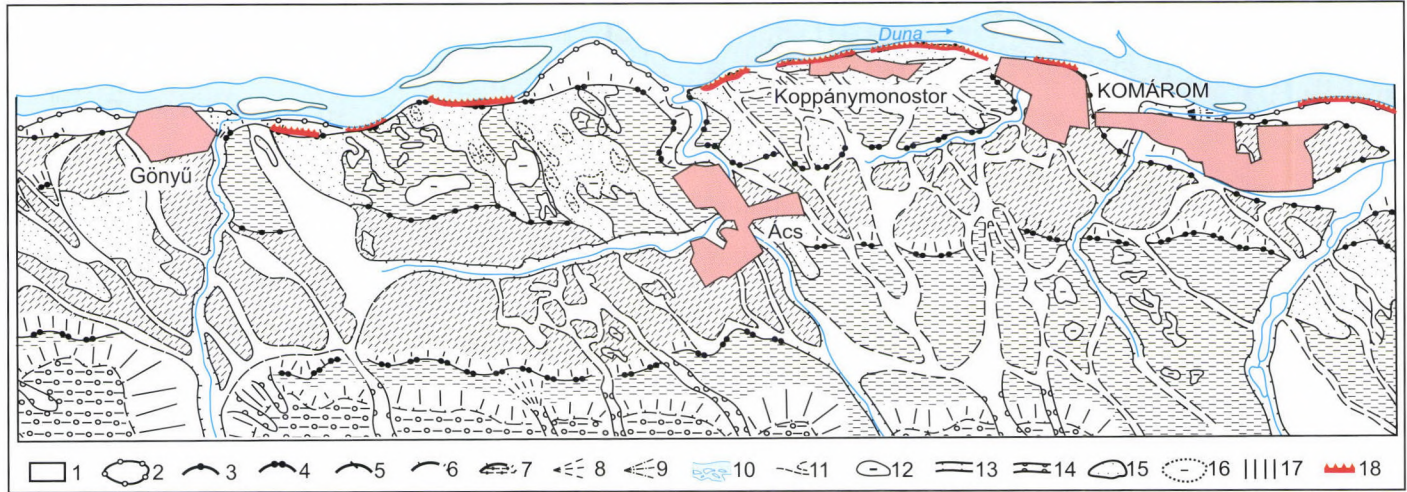 Duna →
Koppánymonostor
KOMÁROM
Gönyű
Ács
1 2 3 4 5 6 7 8 9 10 11 12 13 14 15 16 17 18